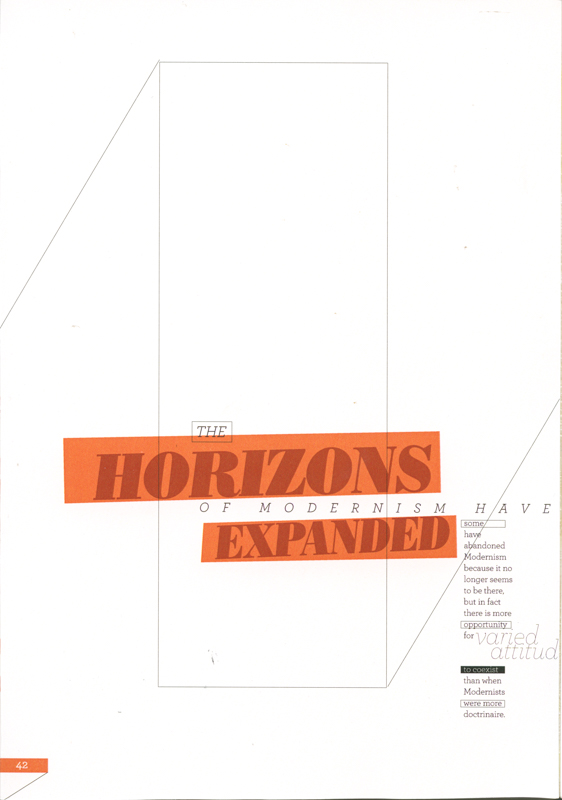 THE
HORIZONS
OF MODERNISM HAVE
EXPANDED
some
have
abandoned
Modernism
because it no
longer seems
to be there,
but in fact
there is more
opportunity
for varied
attitud
to coexist
than when
Modernists
were more
doctrinaire.
42